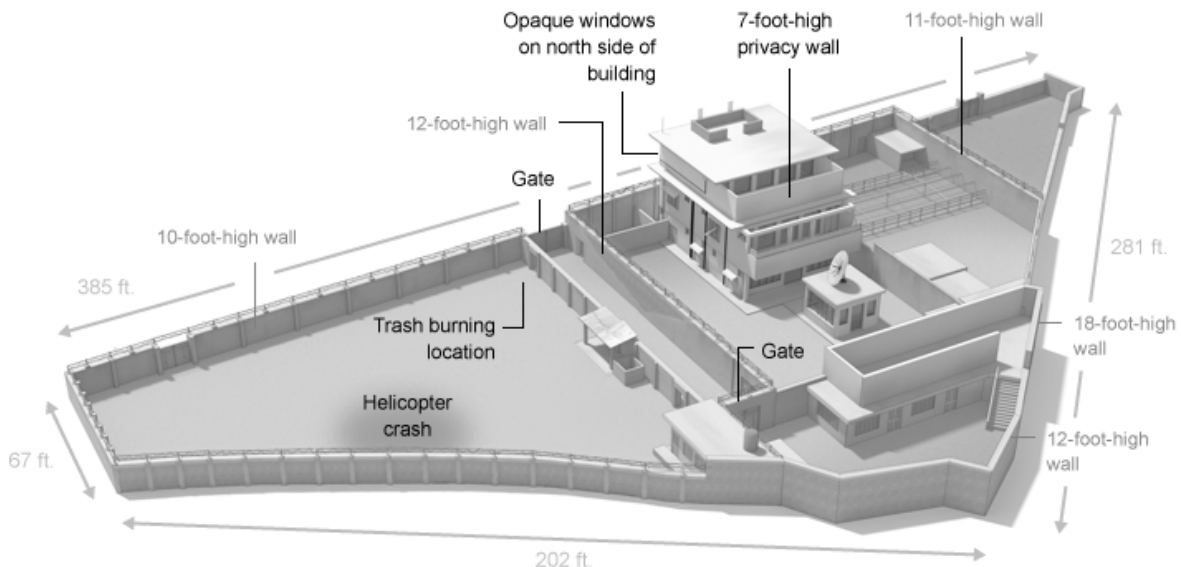 Opaque windows
on north side of
building
7-foot-high
privacy wall
11-foot-high wall
12-foot-high wall
Gate
10-foot-high wall
385 ft.
281 ft.
Trash burning
location
Gate
18-foot-high
wall
Helicopter
crash
67 ft.
12-foot-high
wall
202 ft.